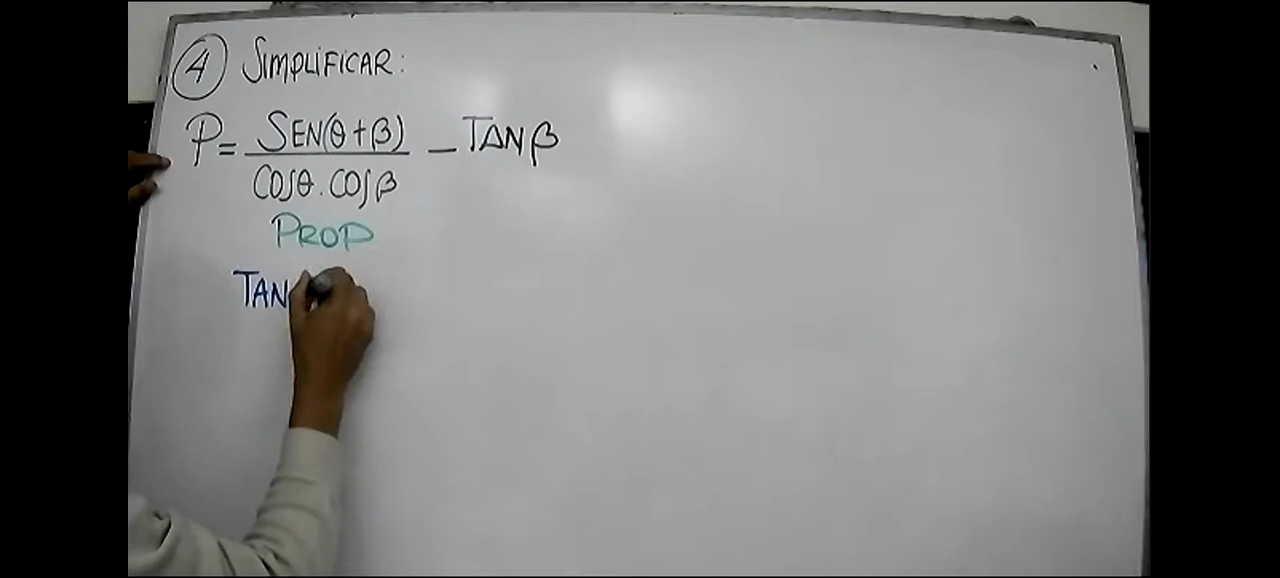 4 SIMPLIFICAR:
P = SEN(θ+β) - TANβ
COSθ.COSβ
PROP
TAN